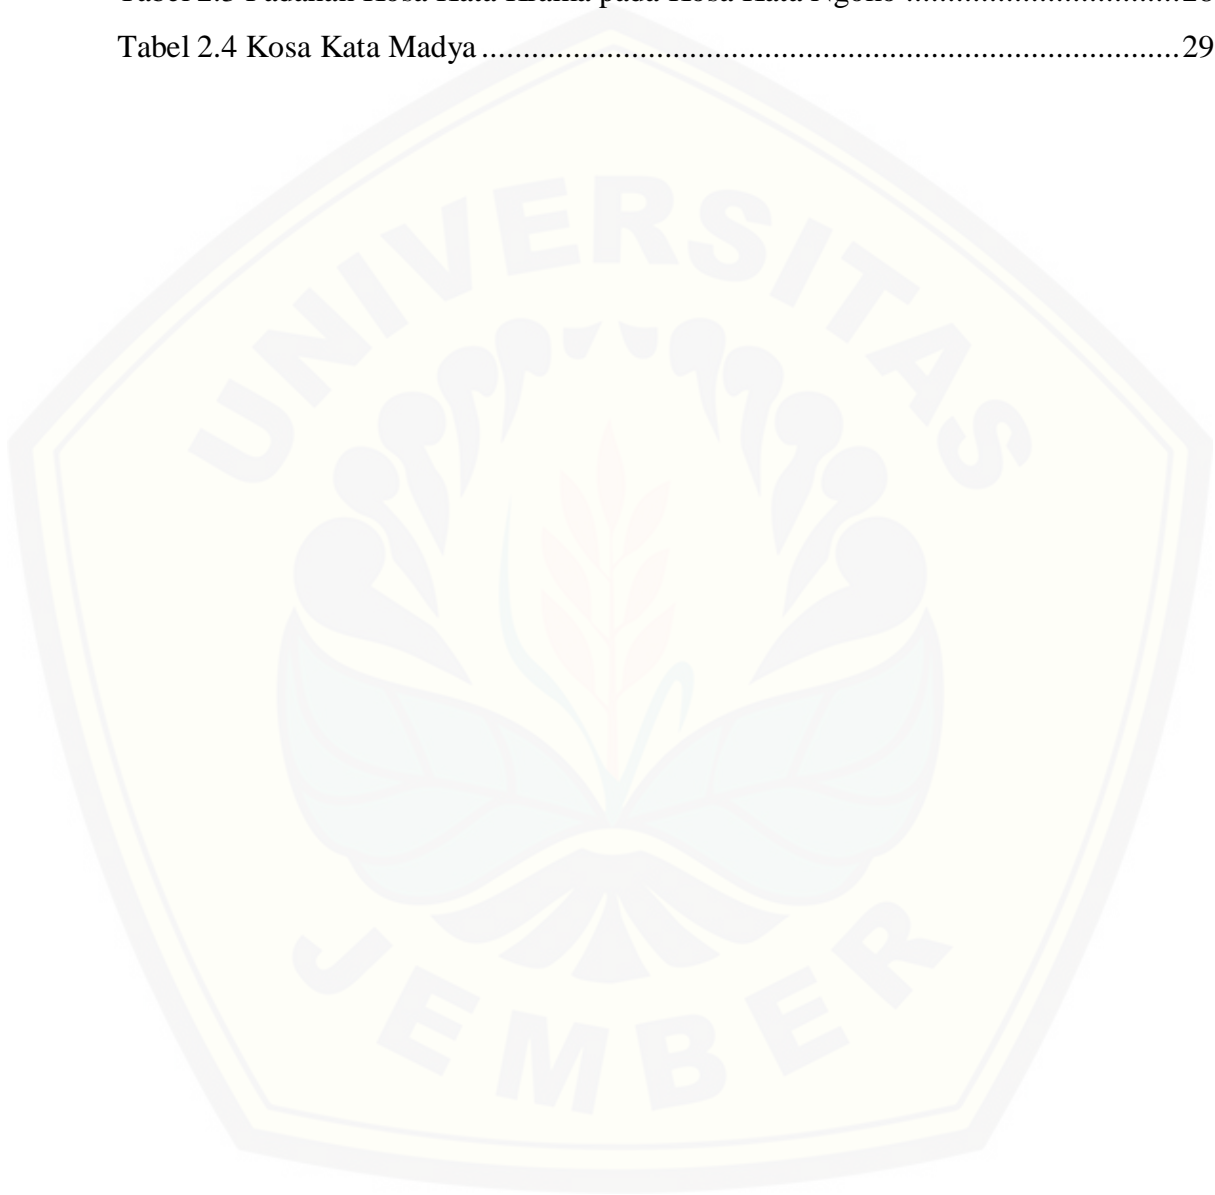 Tabel 2.3 Padanan Kosa Kata Krama pada Kosa Kata Ngoko
Tabel 2.4 Kosa Kata Madya....................................................................................29
UNIVERSITAS
JEMBER